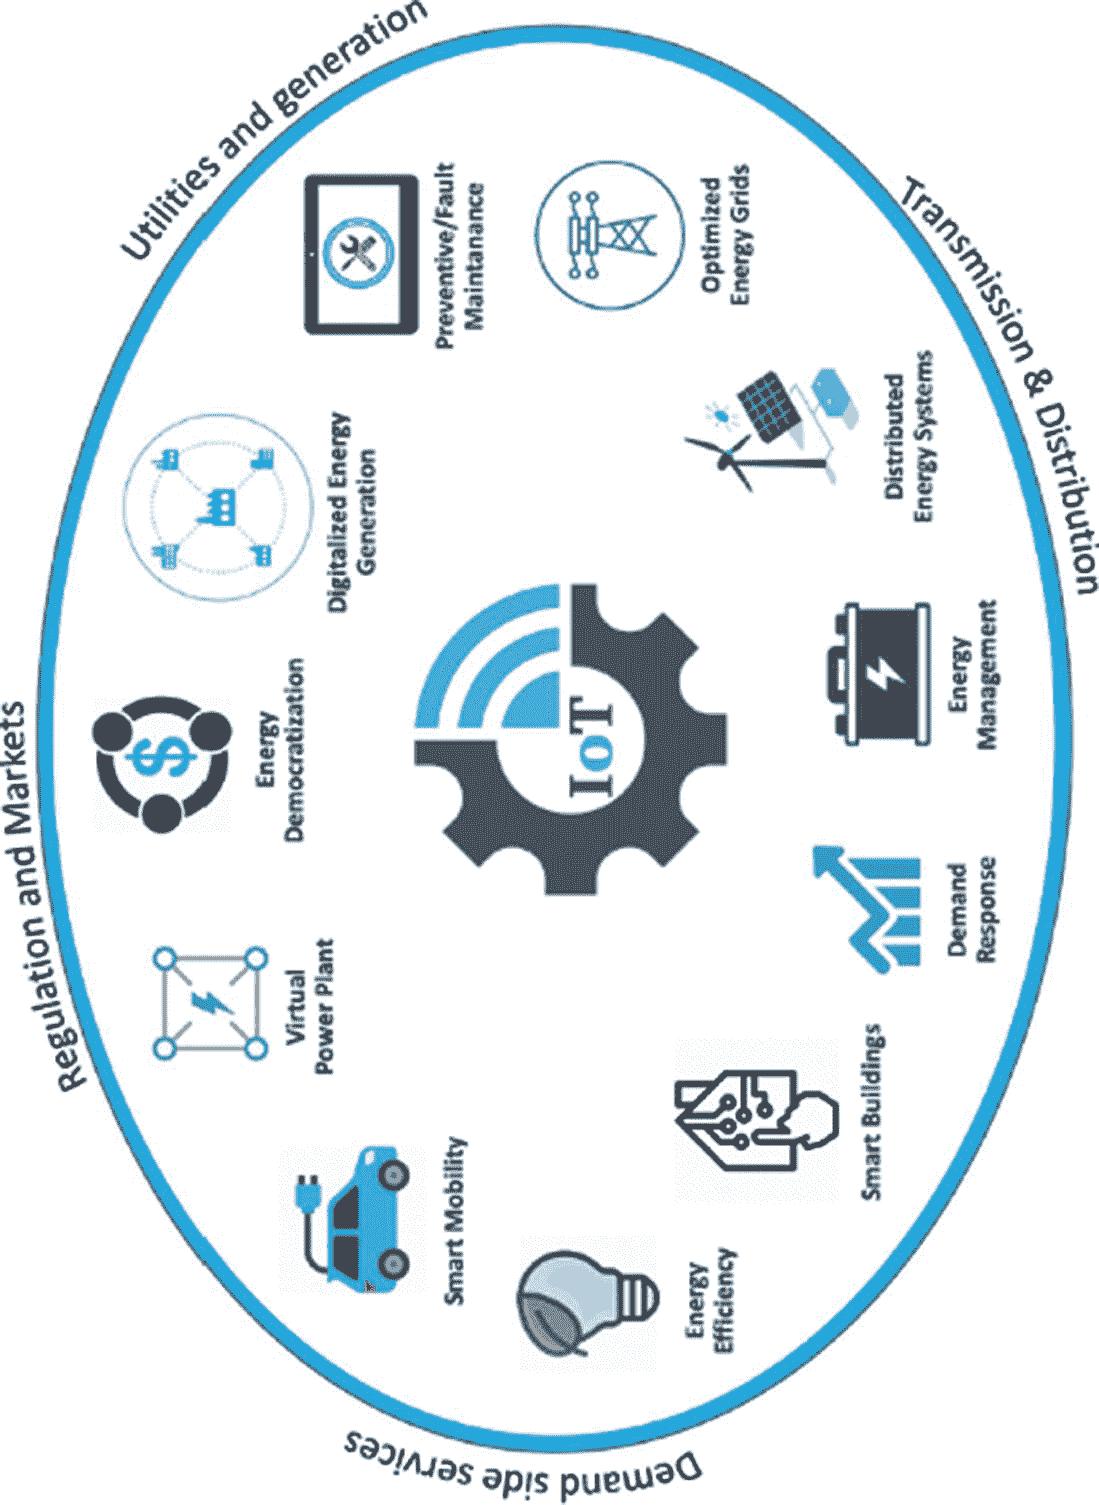 Regulation and Markets
Utilities and generation
Transmission & Distribution
Demand side services
Energy
Democratization
Digitalized Energy
Generation
Preventive/Fault
Maintanance
Optimized
Energy Grids
Distributed
Energy Systems
Energy
Management
Demand
Response
Smart Buildings
Energy
Efficiency
Smart Mobility
Virtual
Power Plant
IoT